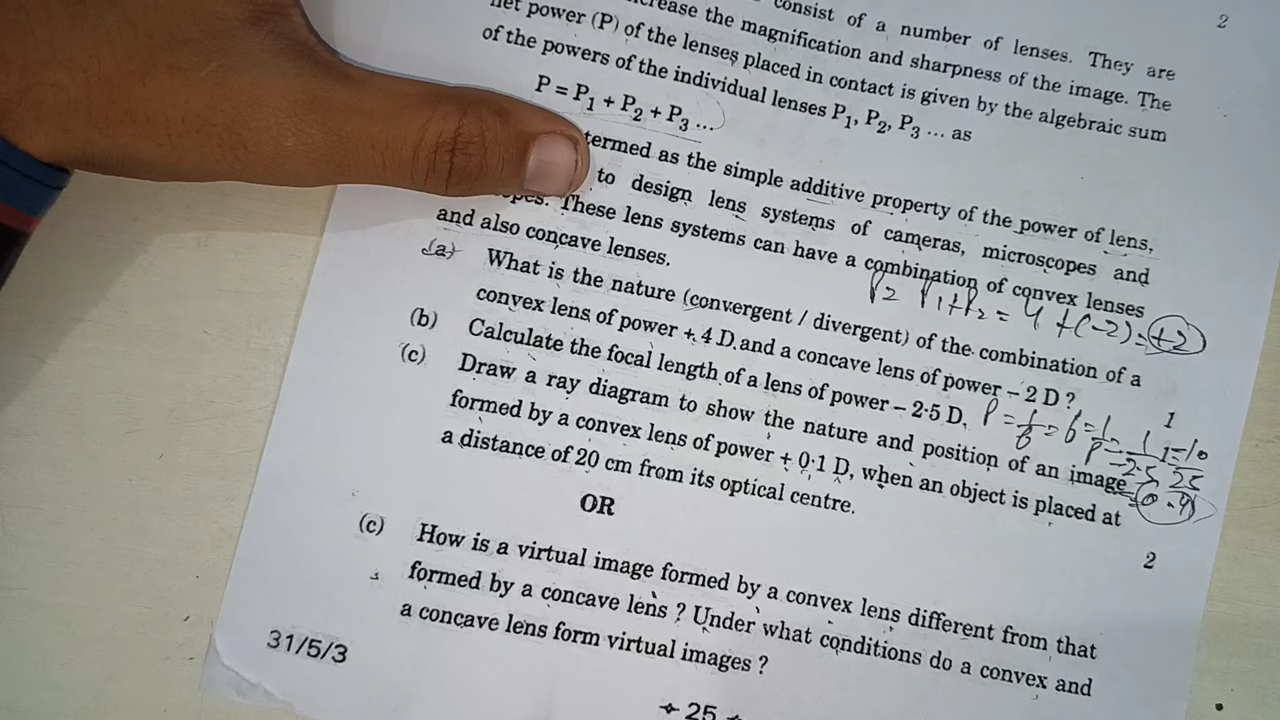 consist of a number of lenses. They are
2
increase the magnification and sharpness of the image. The
net power (P) of the lenses placed in contact is given by the algebraic sum
of the powers of the individual lenses P₁, P₂, P₃ ... as
P = P₁ + P₂ + P₃ ...
termed as the simple additive property of the power of lens,
to design lens systems of cameras, microscopes and
These lens systems can have a combination of convex lenses
and also concave lenses.
P₂ P₁+P₂ = 4 +(-2)= +2
(a) What is the nature (convergent / divergent) of the combination of a
convex lens of power + 4 D and a concave lens of power – 2 D ?
1
(b) Calculate the focal length of a lens of power – 2·5 D.
(c) Draw a ray diagram to show the nature and position of an image
formed by a convex lens of power + 0·1 D, when an object is placed at
a distance of 20 cm from its optical centre.
2
OR
(c) How is a virtual image formed by a convex lens different from that
formed by a concave lens ? Under what conditions do a convex and
a concave lens form virtual images ?
31/5/3
25